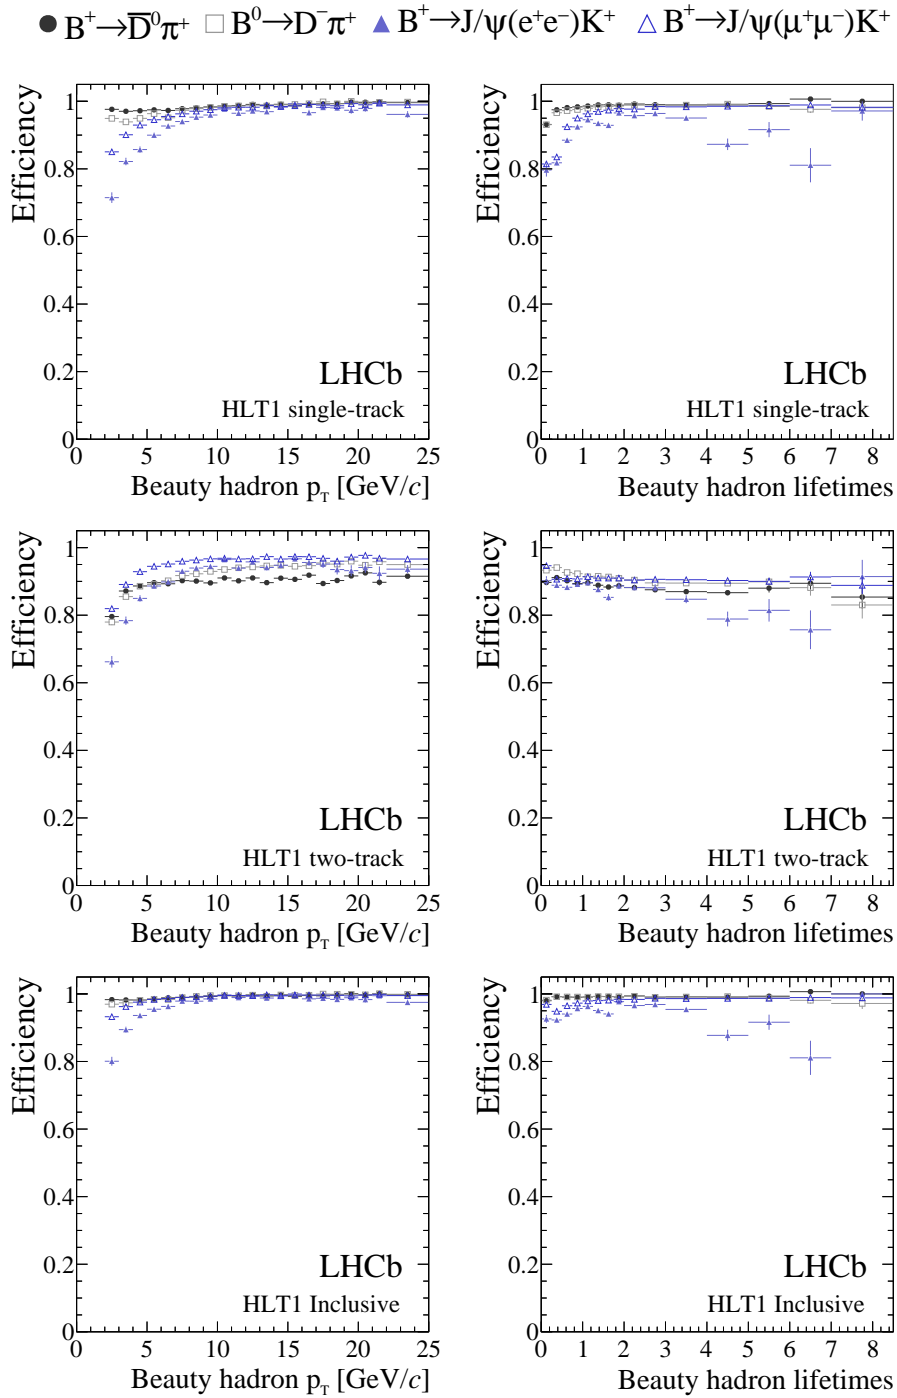 B⁺→D̅⁰π⁺ B⁰→D⁻π⁺ B⁺→J/ψ(e⁺e⁻)K⁺ B⁺→J/ψ(μ⁺μ⁻)K⁺
Efficiency
1
0.8
0.6
0.4
0.2
0
LHCb
HLT1 single-track
0 5 10 15 20 25
Beauty hadron p_T [GeV/c]
Efficiency
1
0.8
0.6
0.4
0.2
0
LHCb
HLT1 single-track
0 1 2 3 4 5 6 7 8
Beauty hadron lifetimes
Efficiency
1
0.8
0.6
0.4
0.2
0
LHCb
HLT1 two-track
0 5 10 15 20 25
Beauty hadron p_T [GeV/c]
Efficiency
1
0.8
0.6
0.4
0.2
0
LHCb
HLT1 two-track
0 1 2 3 4 5 6 7 8
Beauty hadron lifetimes
Efficiency
1
0.8
0.6
0.4
0.2
0
LHCb
HLT1 Inclusive
0 5 10 15 20 25
Beauty hadron p_T [GeV/c]
Efficiency
1
0.8
0.6
0.4
0.2
0
LHCb
HLT1 Inclusive
0 1 2 3 4 5 6 7 8
Beauty hadron lifetimes